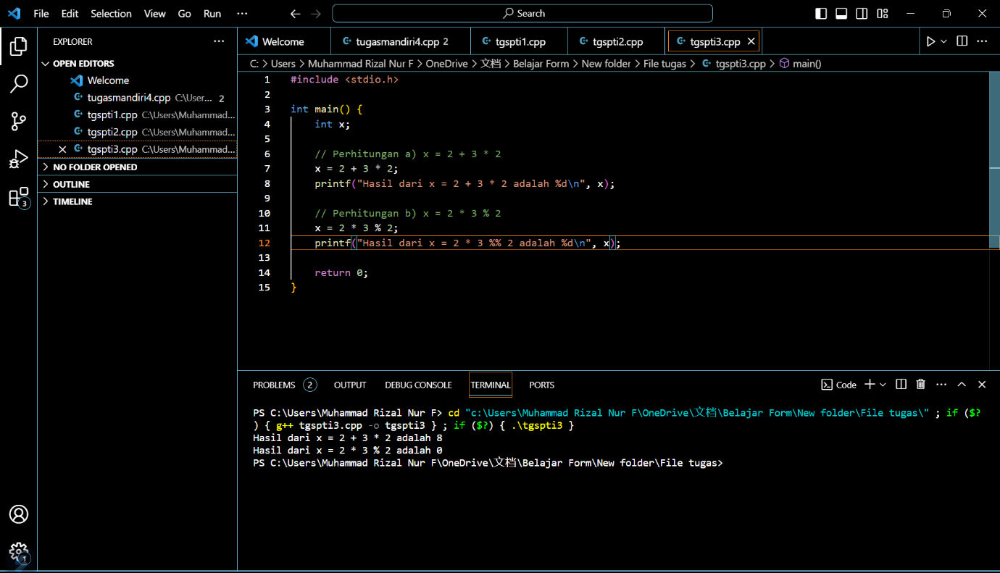 File Edit Selection View Go Run ... Search
EXPLORER ...
OPEN EDITORS
Welcome
tugasmandiri4.cpp C:\User... 2
tgspti1.cpp C:\Users\Muhammad...
tgspti2.cpp C:\Users\Muhammad...
tgspti3.cpp C:\Users\Muhammad...
NO FOLDER OPENED
OUTLINE
TIMELINE
3
1
Welcome tugasmandiri4.cpp 2 tgspti1.cpp tgspti2.cpp tgspti3.cpp
C: > Users > Muhammad Rizal Nur F > OneDrive > 文档 > Belajar Form > New folder > File tugas > tgspti3.cpp > main()
1 #include <stdio.h>
2
3 int main() {
4 int x;
5
6 // Perhitungan a) x = 2 + 3 * 2
7 x = 2 + 3 * 2;
8 printf("Hasil dari x = 2 + 3 * 2 adalah %d\n", x);
9
10 // Perhitungan b) x = 2 * 3 % 2
11 x = 2 * 3 % 2;
12 printf("Hasil dari x = 2 * 3 %% 2 adalah %d\n", x);
13
14 return 0;
15 }
PROBLEMS 2 OUTPUT DEBUG CONSOLE TERMINAL PORTS Code
PS C:\Users\Muhammad Rizal Nur F> cd "c:\Users\Muhammad Rizal Nur F\OneDrive\文档\Belajar Form\New folder\File tugas\" ; if ($?
) { g++ tgspti3.cpp -o tgspti3 } ; if ($?) { .\tgspti3 }
Hasil dari x = 2 + 3 * 2 adalah 8
Hasil dari x = 2 * 3 % 2 adalah 0
PS C:\Users\Muhammad Rizal Nur F\OneDrive\文档\Belajar Form\New folder\File tugas>